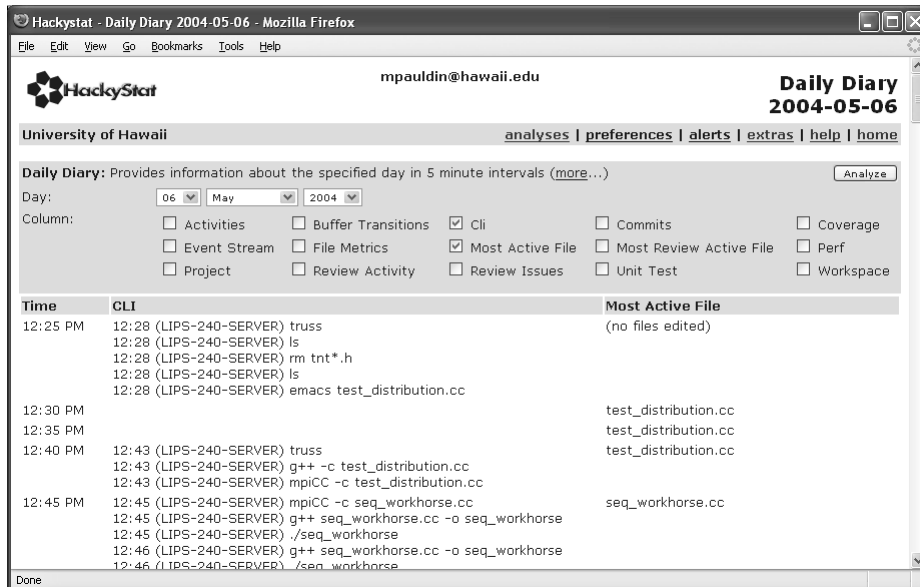 Hackystat - Daily Diary 2004-05-06 - Mozilla Firefox
File Edit View Go Bookmarks Tools Help
HackyStat
mpauldin@hawaii.edu
Daily Diary
2004-05-06
University of Hawaii
analyses | preferences | alerts | extras | help | home
Daily Diary: Provides information about the specified day in 5 minute intervals (more...) Analyze
Day: 06 May 2004
Column: Activities Buffer Transitions Cli Commits Coverage
Event Stream File Metrics Most Active File Most Review Active File Perf
Project Review Activity Review Issues Unit Test Workspace
Time CLI Most Active File
12:25 PM 12:28 (LIPS-240-SERVER) truss (no files edited)
12:28 (LIPS-240-SERVER) ls
12:28 (LIPS-240-SERVER) rm tnt*.h
12:28 (LIPS-240-SERVER) ls
12:28 (LIPS-240-SERVER) emacs test_distribution.cc
12:30 PM test_distribution.cc
12:35 PM test_distribution.cc
12:40 PM 12:43 (LIPS-240-SERVER) truss test_distribution.cc
12:43 (LIPS-240-SERVER) g++ -c test_distribution.cc
12:43 (LIPS-240-SERVER) mpiCC -c test_distribution.cc
12:45 PM 12:45 (LIPS-240-SERVER) mpiCC -c seq_workhorse.cc seq_workhorse.cc
12:45 (LIPS-240-SERVER) g++ seq_workhorse.cc -o seq_workhorse
12:45 (LIPS-240-SERVER) ./seq_workhorse
12:46 (LIPS-240-SERVER) g++ seq_workhorse.cc -o seq_workhorse
12:46 (LIPS-240-SERVER) ./seq_workhorse
Done